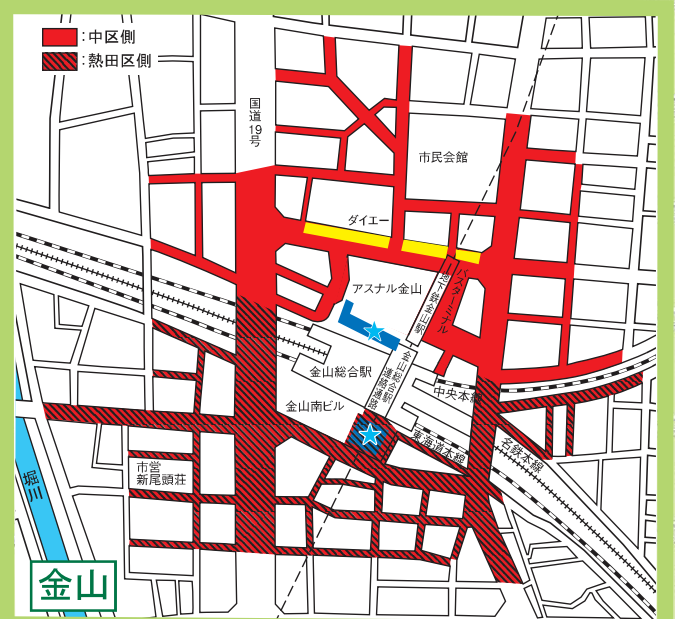 :中区側
:熱田区側
国道19号
市民会館
ダイエー
バスターミナル
地下鉄金山駅
アスナル金山
金山総合駅
連絡通路
金山総合駅
中央本線
金山南ビル
東海道本線
名鉄本線
市営
新尾頭荘
堀川
金山